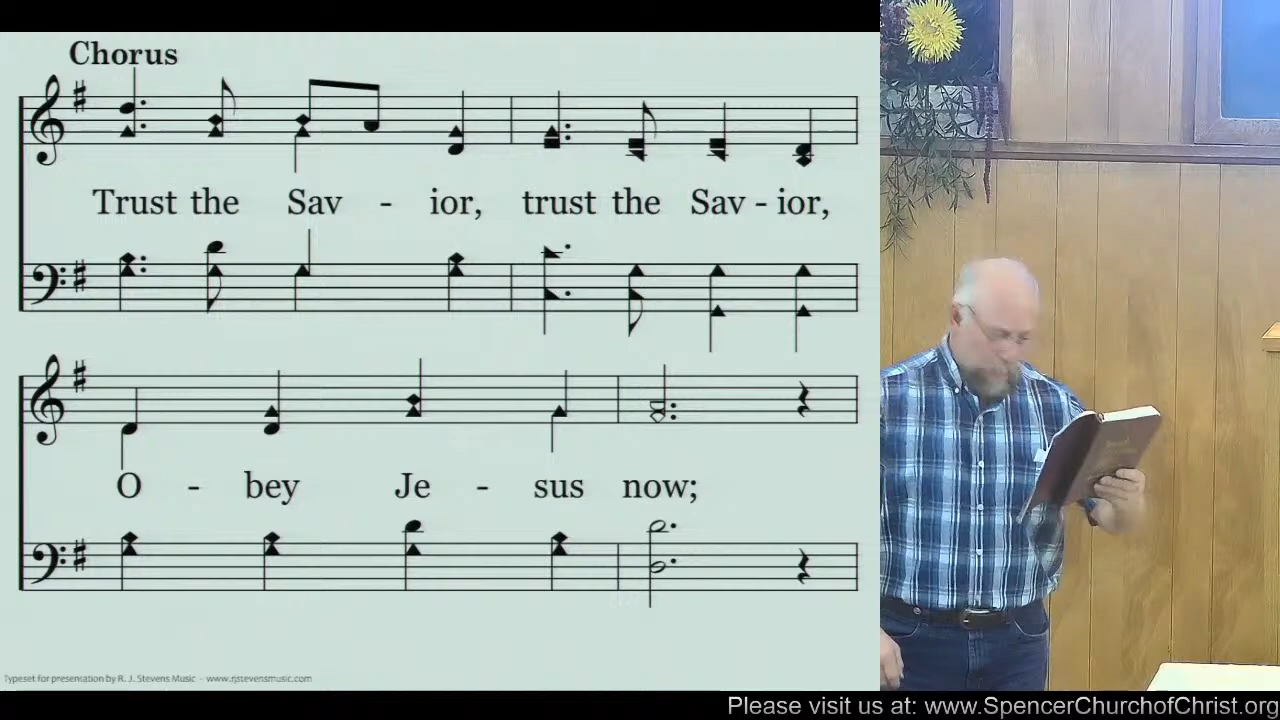 Chorus
Trust the Sav - ior, trust the Sav - ior,
O - bey Je - sus now;
Typeset for presentation by R. J. Stevens Music - www.rjstevensmusic.com
Please visit us at: www.SpencerChurchofChrist.org